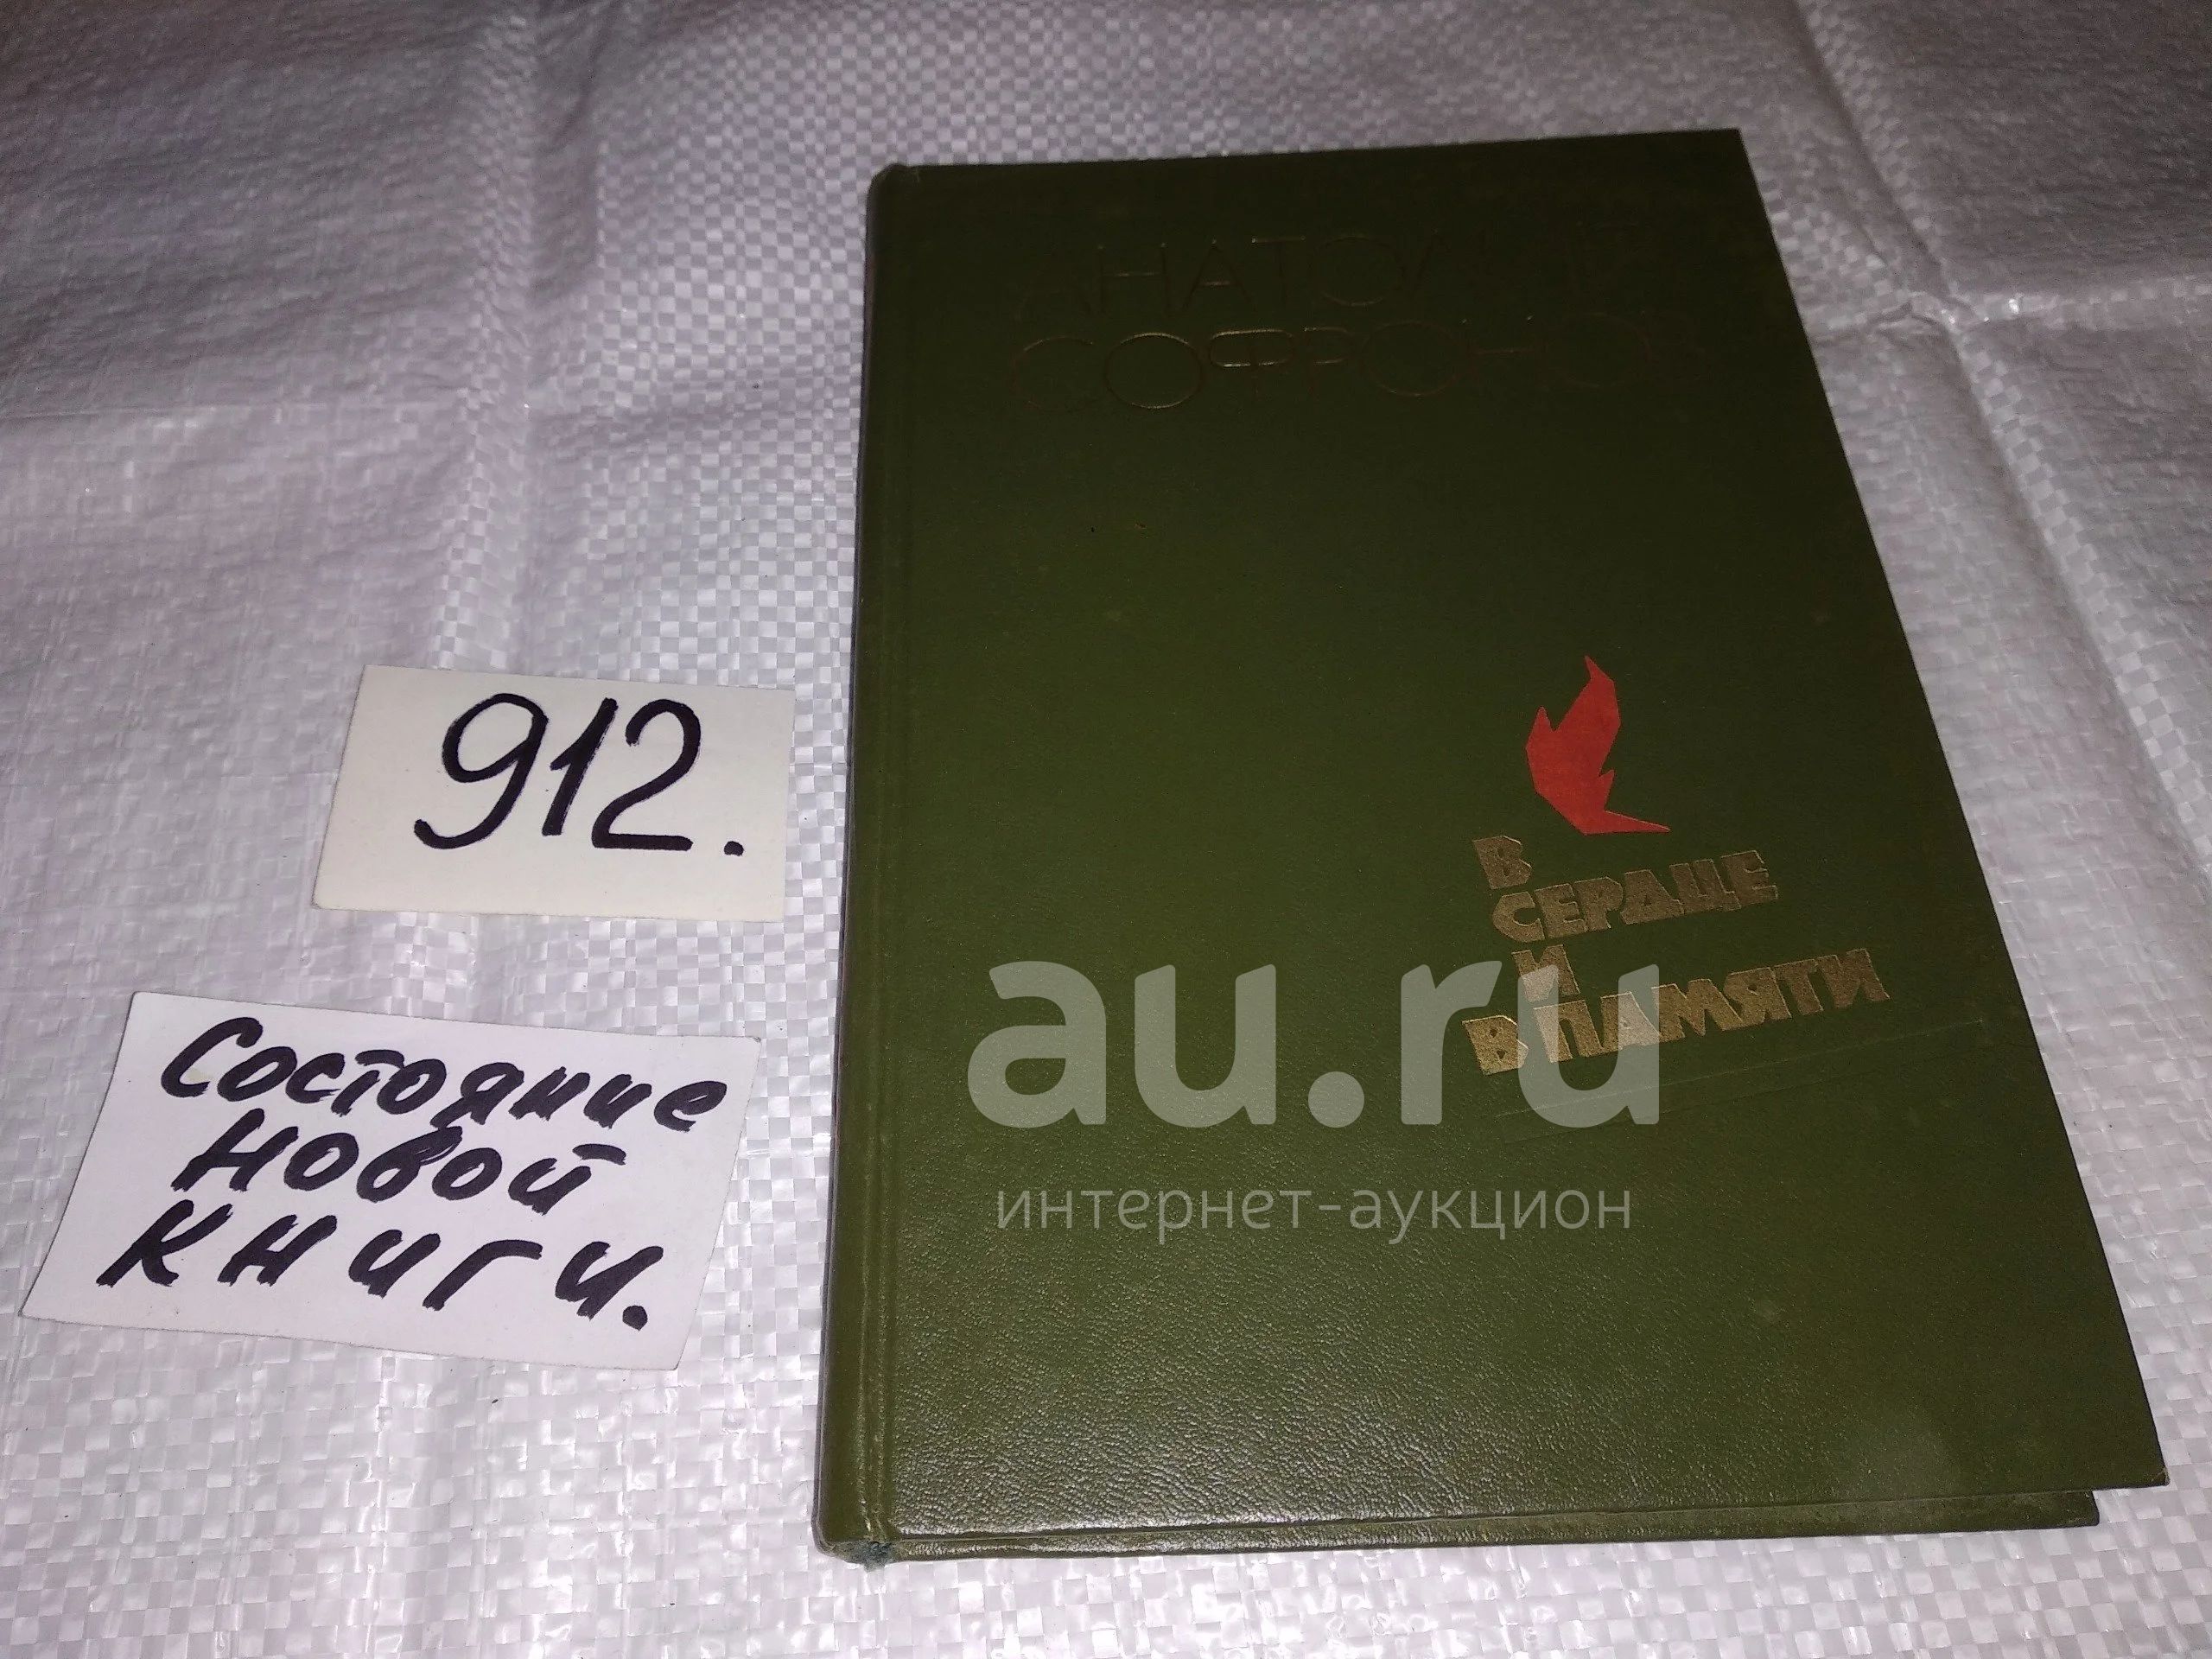 АНАТОЛИЙ
СОФРОНОВ
912.
В
СЕРДЦЕ
И
В ПАМЯТИ
au.ru
интернет-аукцион
Состояние
новой
книги.